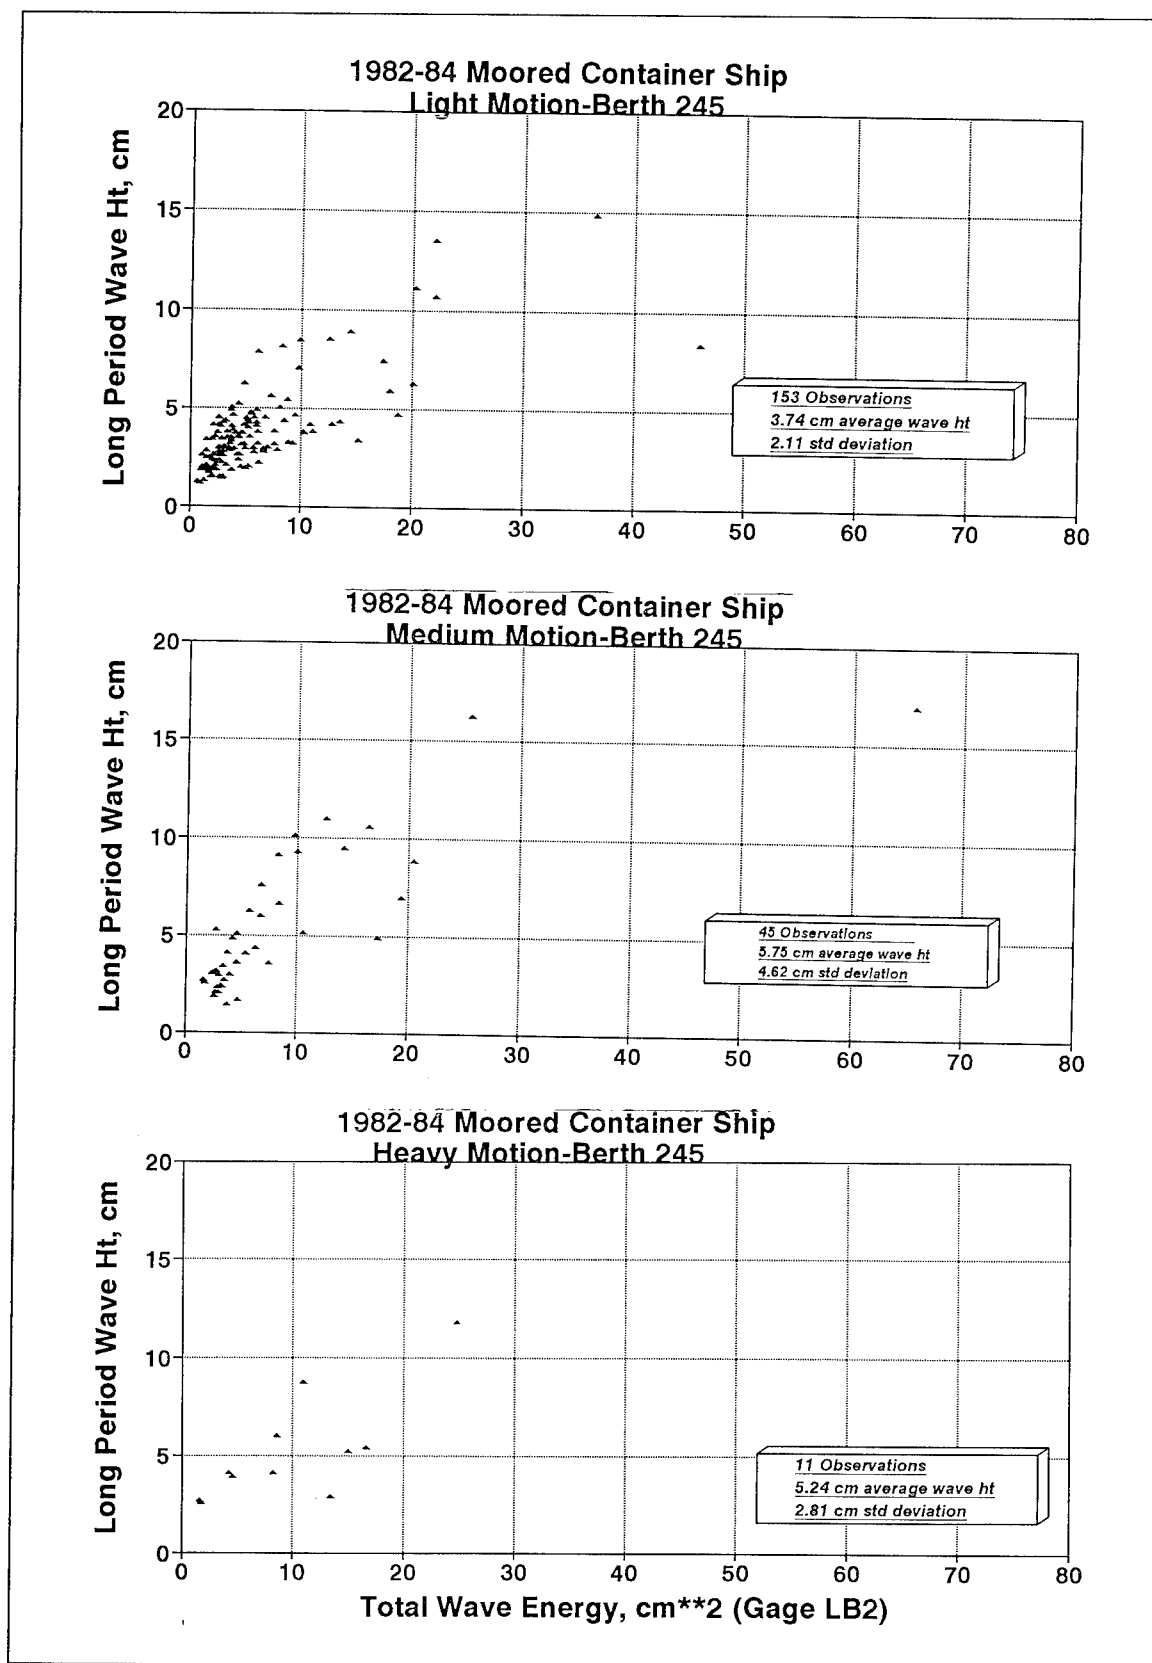 1982-84 Moored Container Ship
Light Motion-Berth 245
Long Period Wave Ht, cm
20
15
10
5
0
0 10 20 30 40 50 60 70 80
153 Observations
3.74 cm average wave ht
2.11 std deviation
1982-84 Moored Container Ship
Medium Motion-Berth 245
Long Period Wave Ht, cm
20
15
10
5
0
0 10 20 30 40 50 60 70 80
45 Observations
5.75 cm average wave ht
4.62 cm std deviation
1982-84 Moored Container Ship
Heavy Motion-Berth 245
Long Period Wave Ht, cm
20
15
10
5
0
0 10 20 30 40 50 60 70 80
11 Observations
5.24 cm average wave ht
2.81 cm std deviation
Total Wave Energy, cm**2 (Gage LB2)